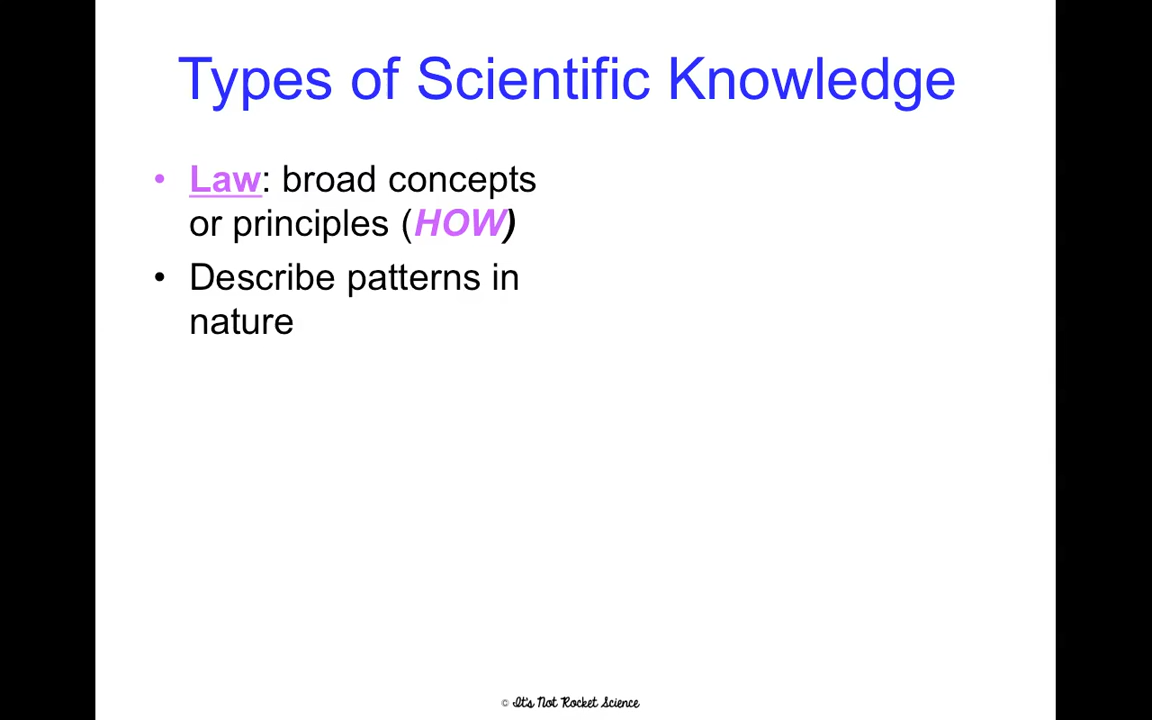 Types of Scientific Knowledge
• Law: broad concepts
or principles (HOW)
• Describe patterns in
nature
© It's Not Rocket Science